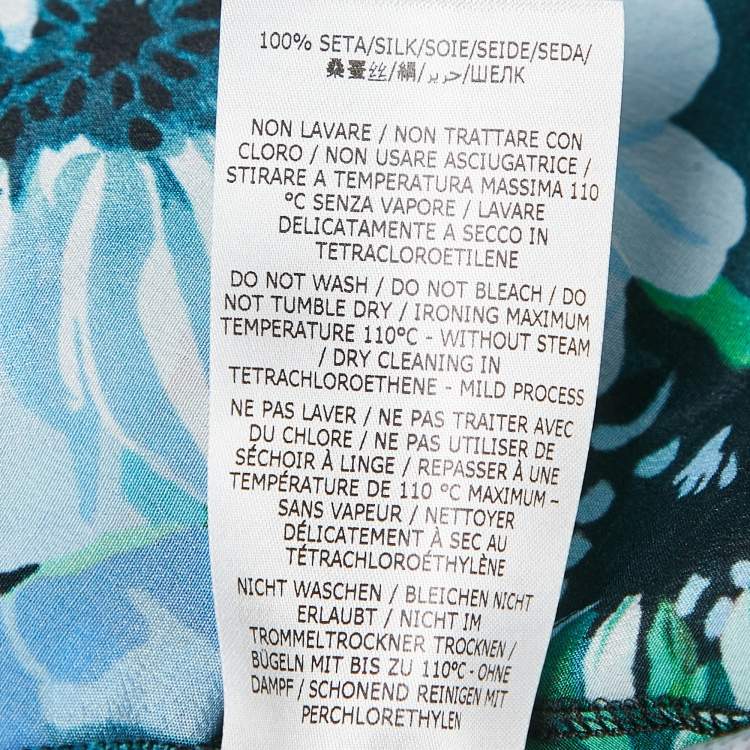 100% SETA/SILK/SOIE/SEIDE/SEDA/
丝/絹/حرير/ШЕЛК
NON LAVARE / NON TRATTARE CON
CLORO / NON USARE ASCIUGATRICE /
STIRARE A TEMPERATURA MASSIMA 110
°C SENZA VAPORE / LAVARE
DELICATAMENTE A SECCO IN
TETRACLOROETILENE
DO NOT WASH / DO NOT BLEACH / DO
NOT TUMBLE DRY / IRONING MAXIMUM
TEMPERATURE 110°C - WITHOUT STEAM
/ DRY CLEANING IN
TETRACHLOROETHENE - MILD PROCESS
NE PAS LAVER / NE PAS TRAITER AVEC
DU CHLORE / NE PAS UTILISER DE
SÉCHOIR À LINGE / REPASSER À UNE
TEMPÉRATURE DE 110 °C MAXIMUM –
SANS VAPEUR / NETTOYER
DÉLICATEMENT À SEC AU
TÉTRACHLOROÉTHYLÈNE
NICHT WASCHEN / BLEICHEN NICHT
ERLAUBT / NICHT IM
TROMMELTROCKNER TROCKNEN /
BÜGELN MIT BIS ZU 110°C - OHNE
DAMPF / SCHONEND REINIGEN MIT
PERCHLORETHYLEN